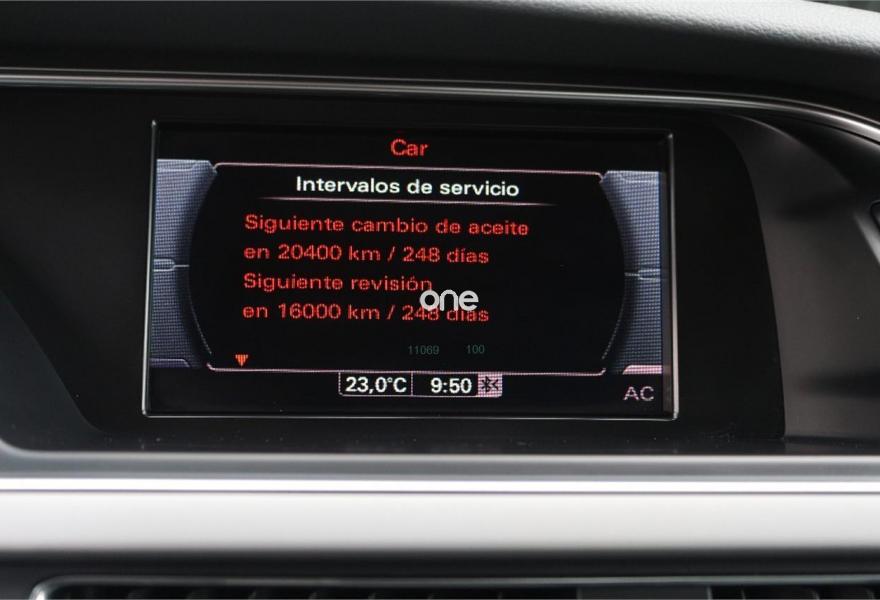 Car
Intervalos de servicio
Siguiente cambio de aceite
en 20400 km / 248 días
Siguiente revisión
en 16000 km / 248 días
one
11069 100
23,0°C 9:50
AC